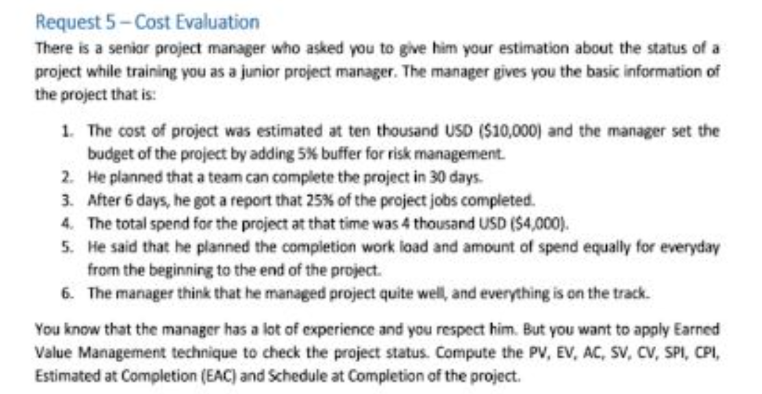 Request 5 – Cost Evaluation
There is a senior project manager who asked you to give him your estimation about the status of a
project while training you as a junior project manager. The manager gives you the basic information of
the project that is:
1. The cost of project was estimated at ten thousand USD ($10,000) and the manager set the
budget of the project by adding 5% buffer for risk management.
2. He planned that a team can complete the project in 30 days.
3. After 6 days, he got a report that 25% of the project jobs completed.
4. The total spend for the project at that time was 4 thousand USD ($4,000).
5. He said that he planned the completion work load and amount of spend equally for everyday
from the beginning to the end of the project.
6. The manager think that he managed project quite well, and everything is on the track.
You know that the manager has a lot of experience and you respect him. But you want to apply Earned
Value Management technique to check the project status. Compute the PV, EV, AC, SV, CV, SPI, CPI,
Estimated at Completion (EAC) and Schedule at Completion of the project.